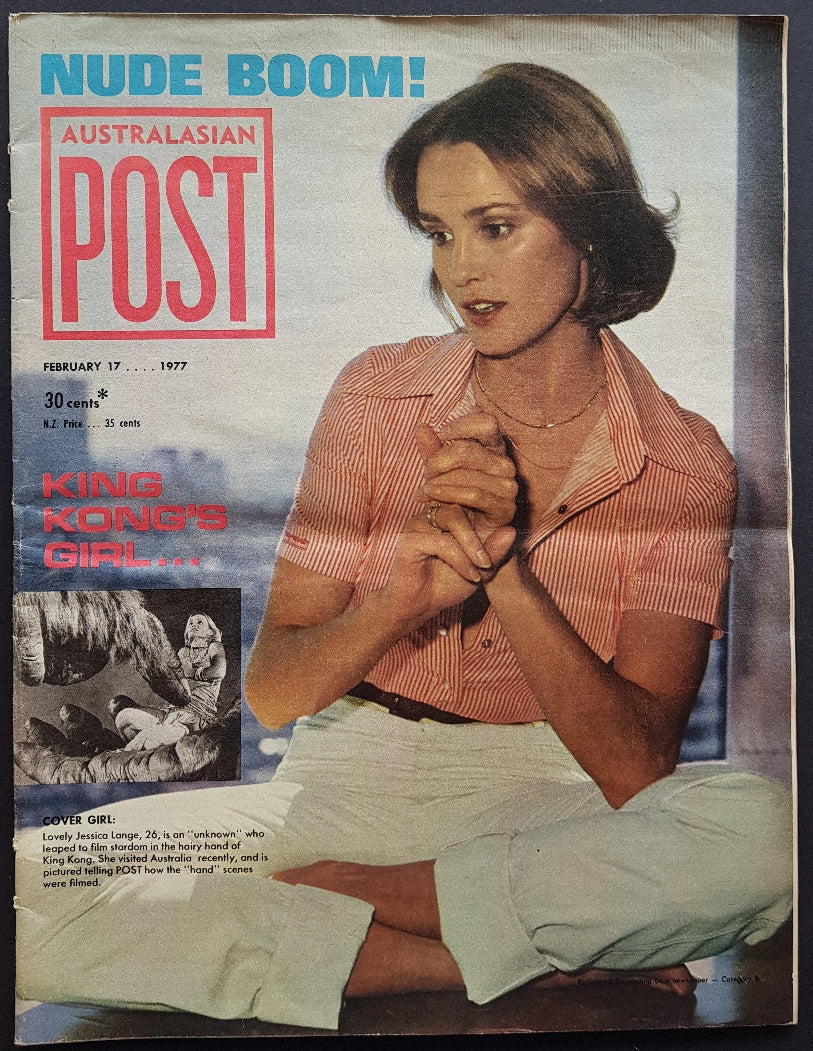 NUDE BOOM!
AUSTRALASIAN
POST
FEBRUARY 17 .... 1977
30 cents*
N.Z. Price.... 35 cents
KING
KONG'S
GIRL...
COVER GIRL:
Lovely Jessica Lange, 26, is an "unknown" who
leaped to film stardom in the hairy hand of
King Kong. She visited Australia recently, and is
pictured telling POST how the "hand" scenes
were filmed.
newspaper — Category B.